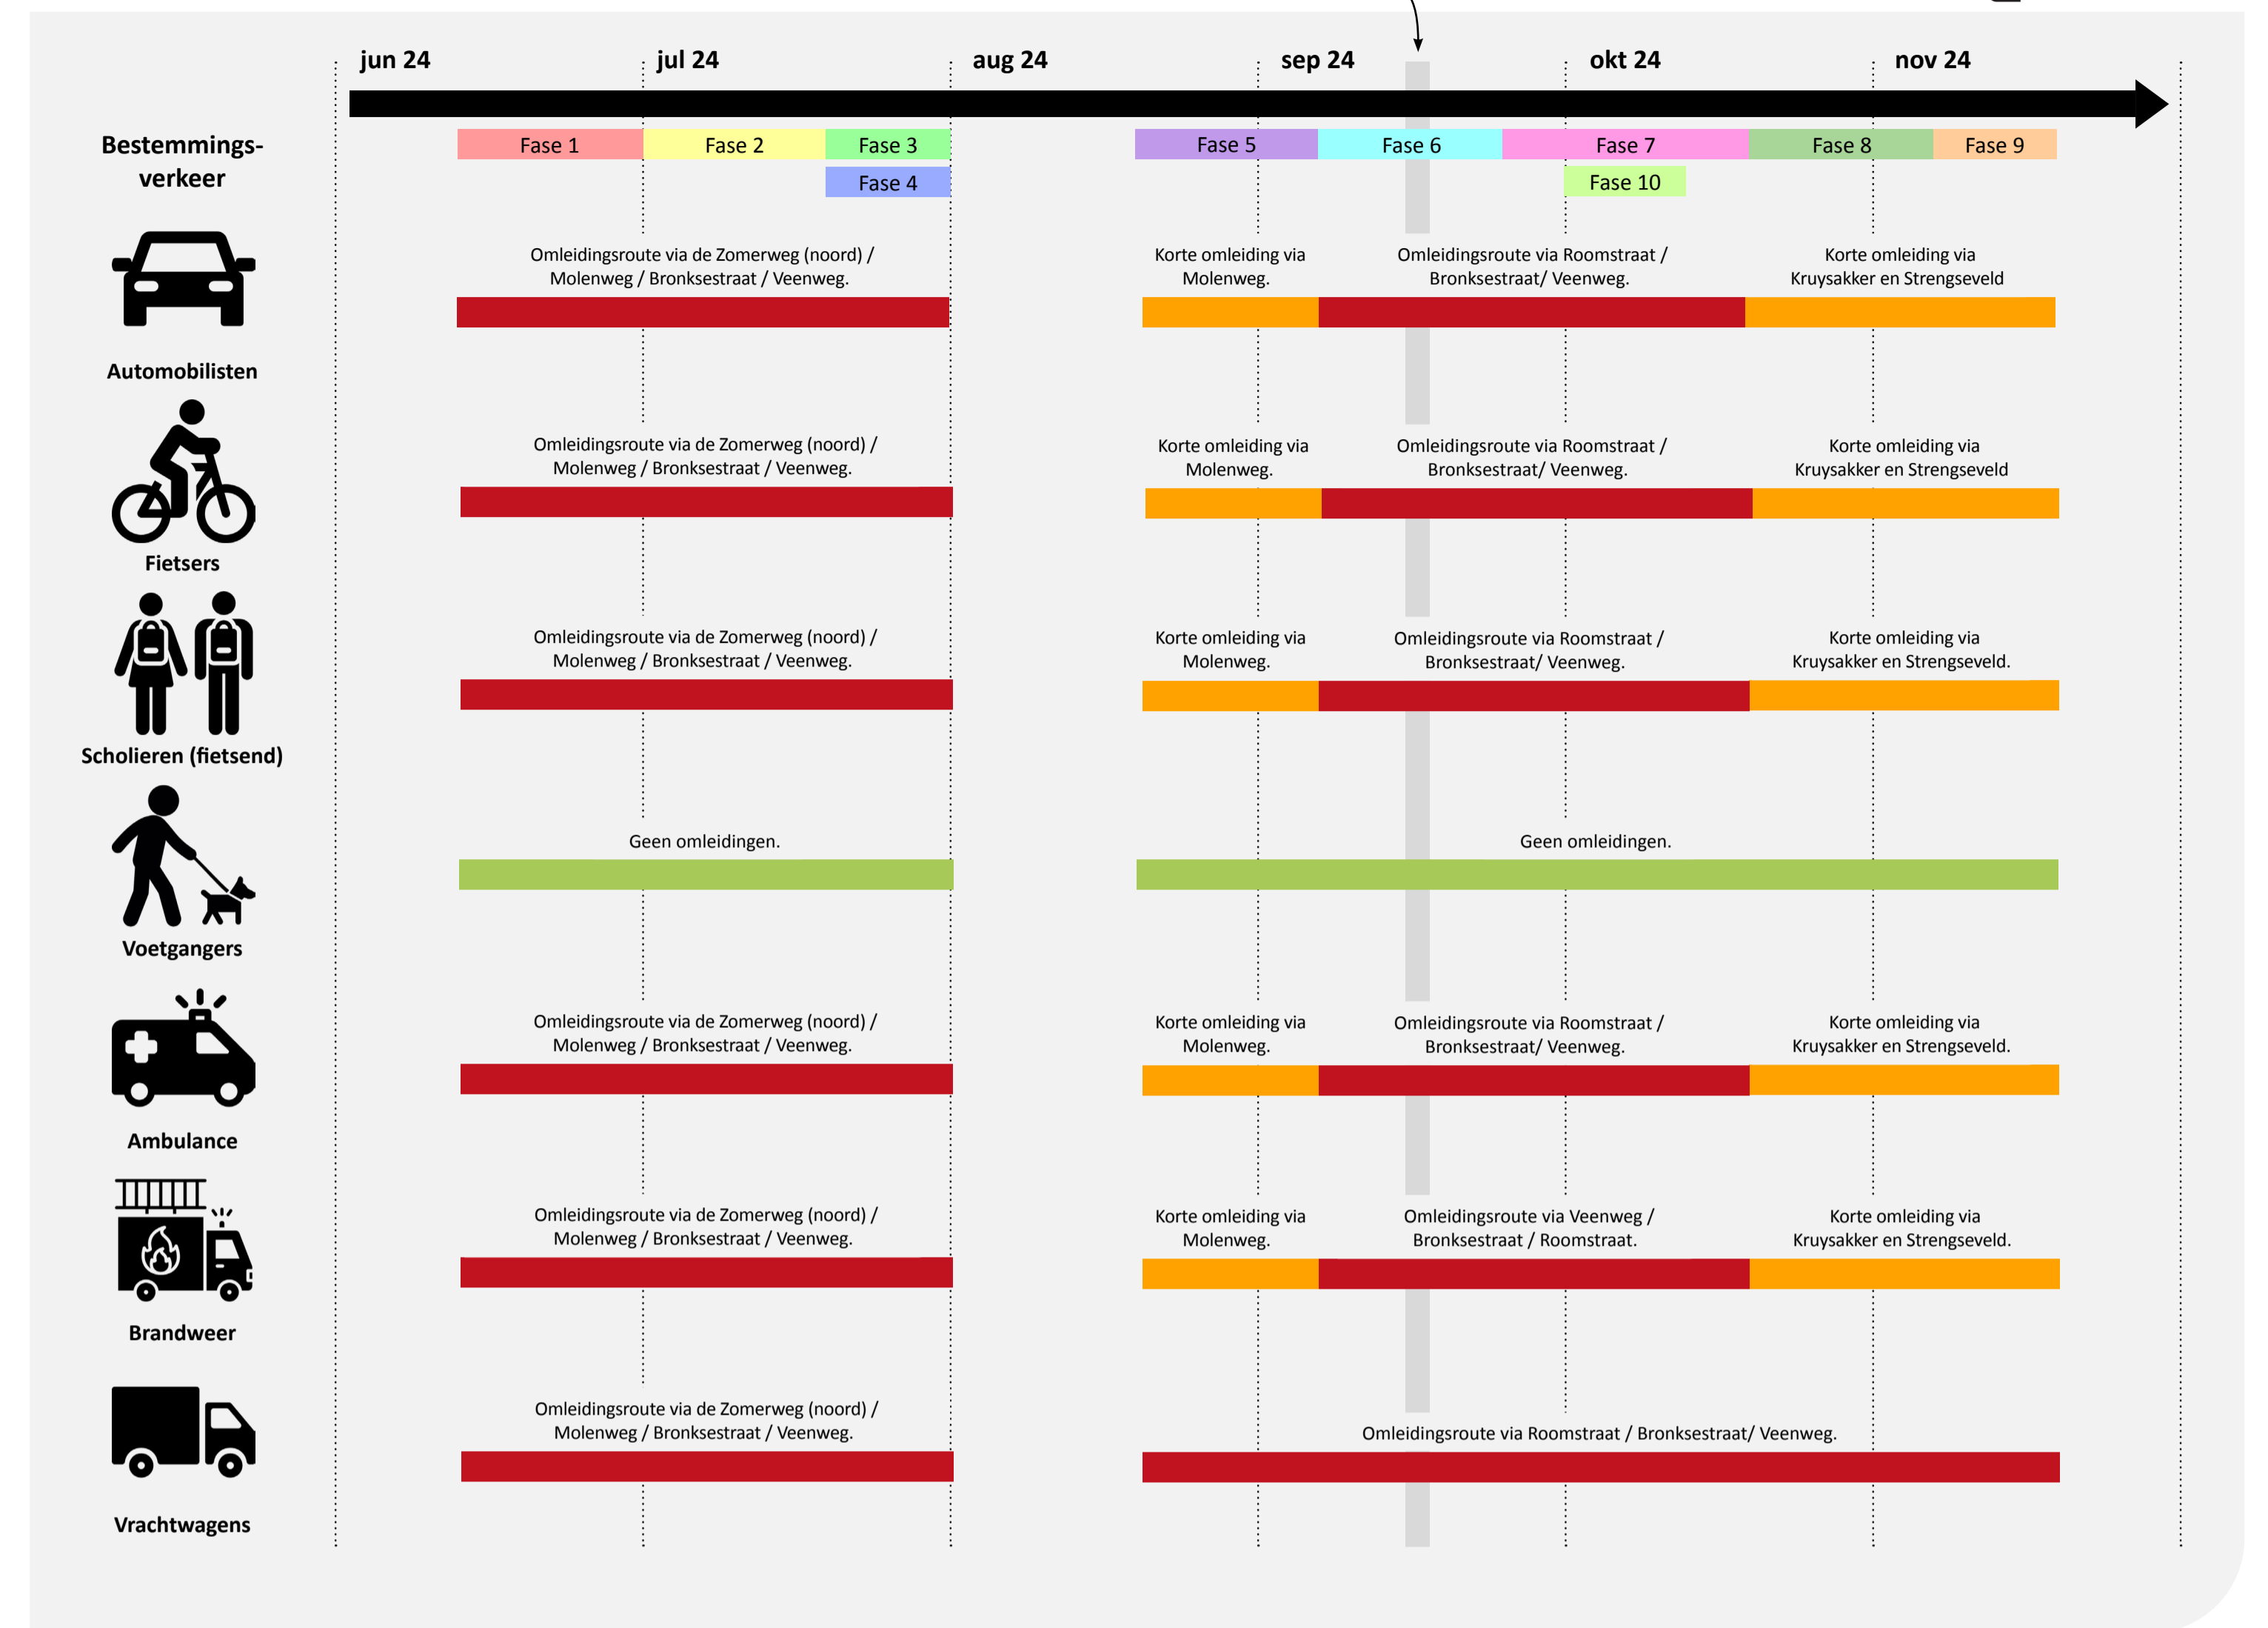 jun 24
jul 24
aug 24
sep 24
okt 24
nov 24
Bestemmings-
verkeer
Fase 1
Fase 2
Fase 3
Fase 4
Fase 5
Fase 6
Fase 7
Fase 8
Fase 9
Fase 10
Omleidingsroute via de Zomerweg (noord) /
Molenweg / Bronksestraat / Veenweg.
Korte omleiding via
Molenweg.
Omleidingsroute via Roomstraat /
Bronksestraat/ Veenweg.
Korte omleiding via
Kruysakker en Strengseveld
Automobilisten
Omleidingsroute via de Zomerweg (noord) /
Molenweg / Bronksestraat / Veenweg.
Korte omleiding via
Molenweg.
Omleidingsroute via Roomstraat /
Bronksestraat/ Veenweg.
Korte omleiding via
Kruysakker en Strengseveld
Fietsers
Omleidingsroute via de Zomerweg (noord) /
Molenweg / Bronksestraat / Veenweg.
Korte omleiding via
Molenweg.
Omleidingsroute via Roomstraat /
Bronksestraat/ Veenweg.
Korte omleiding via
Kruysakker en Strengseveld.
Scholieren (fietsend)
Geen omleidingen.
Geen omleidingen.
Voetgangers
Omleidingsroute via de Zomerweg (noord) /
Molenweg / Bronksestraat / Veenweg.
Korte omleiding via
Molenweg.
Omleidingsroute via Roomstraat /
Bronksestraat/ Veenweg.
Korte omleiding via
Kruysakker en Strengseveld.
Ambulance
Omleidingsroute via de Zomerweg (noord) /
Molenweg / Bronksestraat / Veenweg.
Korte omleiding via
Molenweg.
Omleidingsroute via Veenweg /
Bronksestraat / Roomstraat.
Korte omleiding via
Kruysakker en Strengseveld.
Brandweer
Omleidingsroute via de Zomerweg (noord) /
Molenweg / Bronksestraat / Veenweg.
Omleidingsroute via Roomstraat / Bronksestraat/ Veenweg.
Vrachtwagens